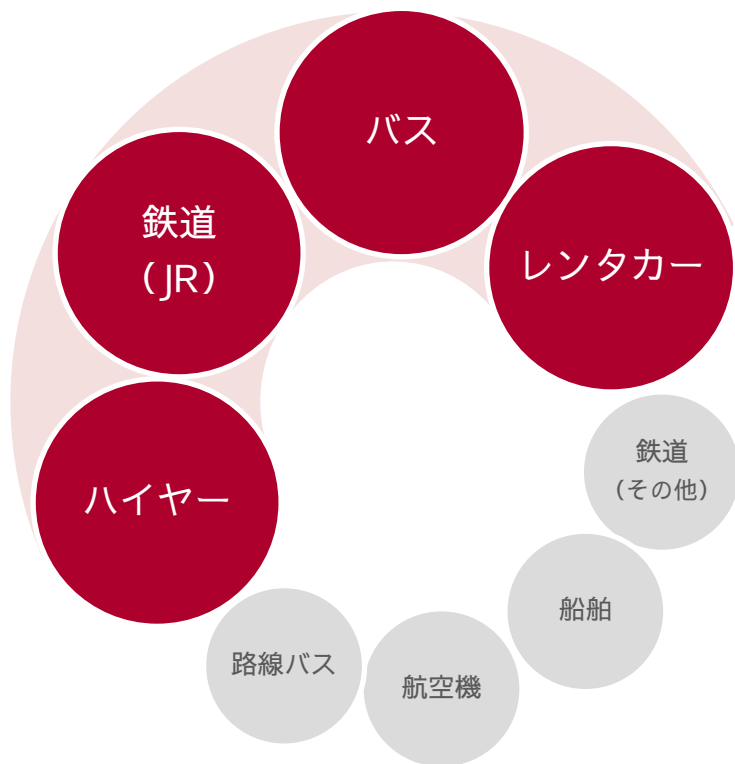 バス
鉄道
（JR）
レンタカー
ハイヤー
鉄道
（その他）
船舶
路線バス
航空機